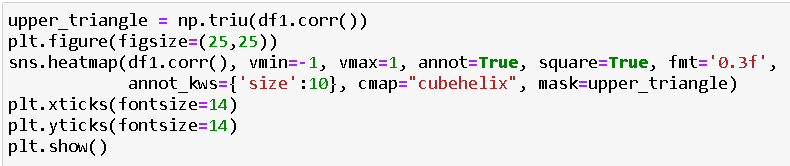 upper_triangle = np.triu(df1.corr())
plt.figure(figsize=(25,25))
sns.heatmap(df1.corr(), vmin=-1, vmax=1, annot=True, square=True, fmt='0.3f',
            annot_kws={'size':10}, cmap="cubehelix", mask=upper_triangle)
plt.xticks(fontsize=14)
plt.yticks(fontsize=14)
plt.show()